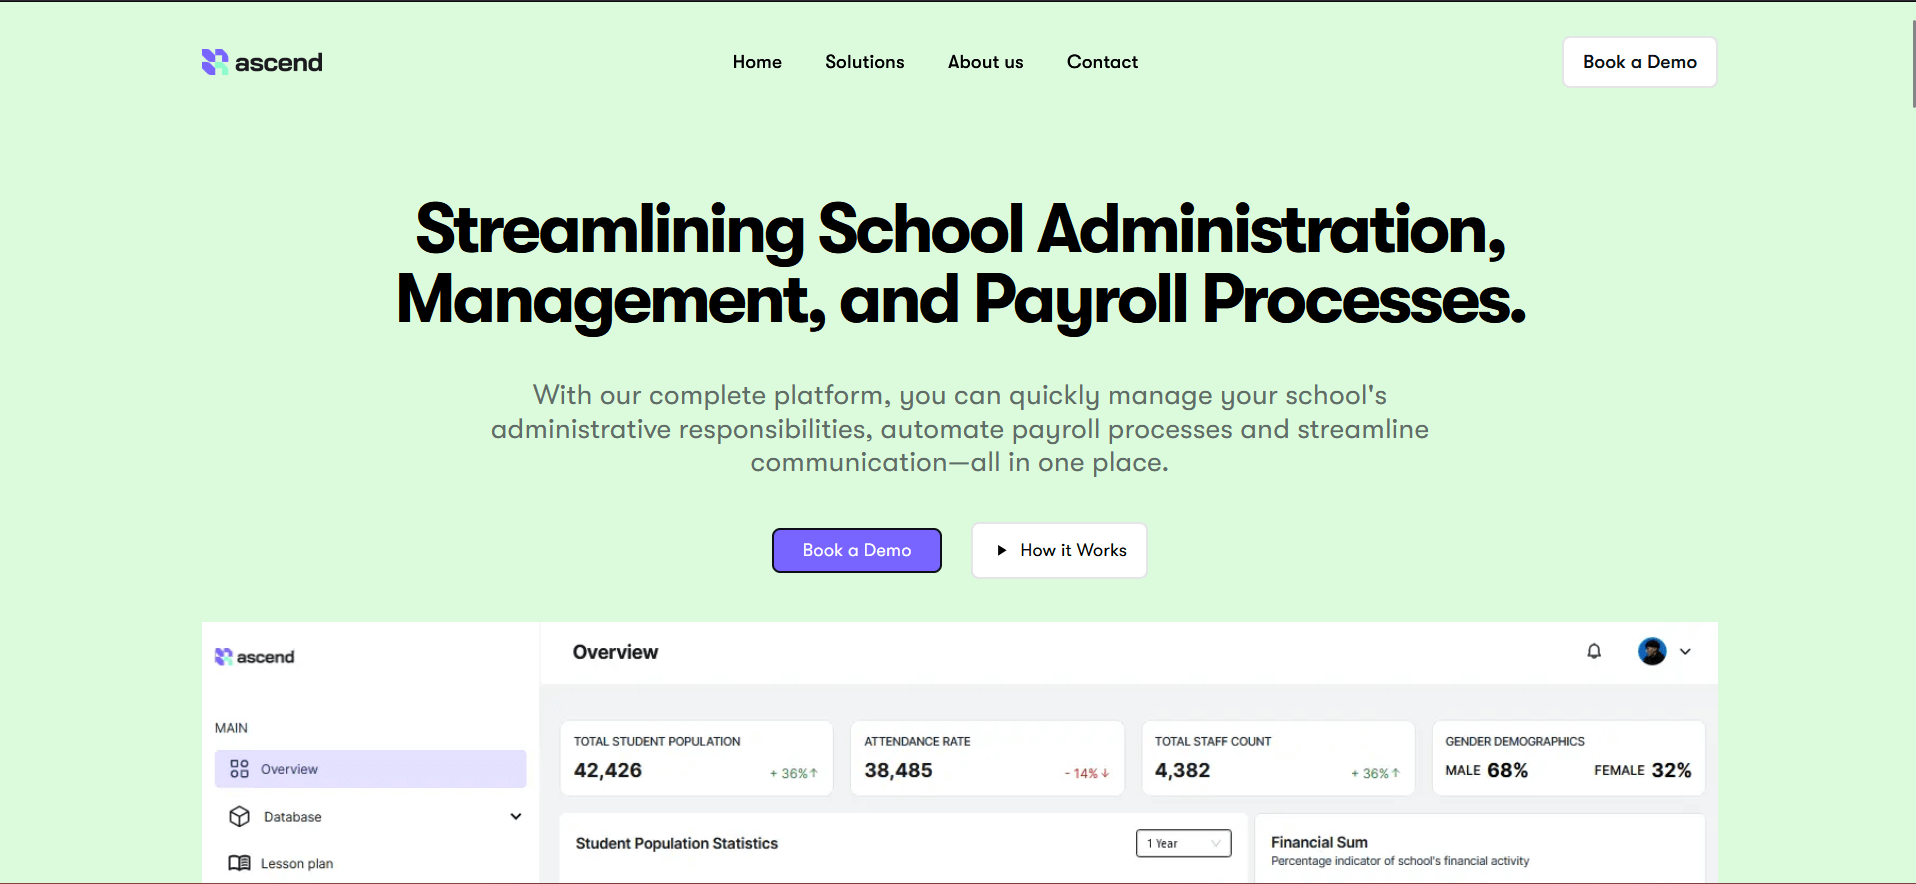 ascend
Home Solutions About us Contact
Book a Demo
Streamlining School Administration,
Management, and Payroll Processes.
With our complete platform, you can quickly manage your school's
administrative responsibilities, automate payroll processes and streamline
communication—all in one place.
Book a Demo
How it Works
ascend
Overview
MAIN
Overview
Database
Lesson plan
TOTAL STUDENT POPULATION
42,426 + 36%↑
ATTENDANCE RATE
38,485 - 14%↓
TOTAL STAFF COUNT
4,382 + 36%↑
GENDER DEMOGRAPHICS
MALE 68% FEMALE 32%
Student Population Statistics
1 Year
Financial Sum
Percentage indicator of school's financial activity